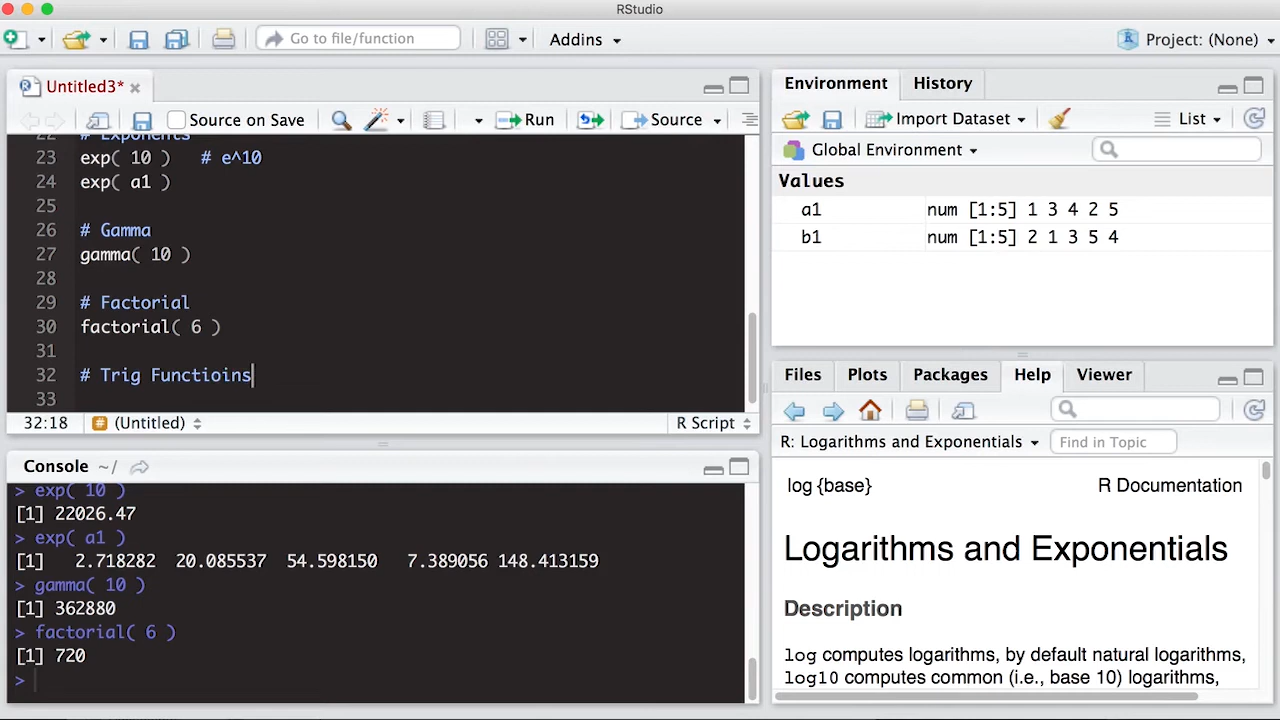 RStudio
Go to file/function
Addins
Project: (None)
Untitled3*
Source on Save
Run
Source
22 # Exponents
23 exp( 10 ) # e^10
24 exp( a1 )
25
26 # Gamma
27 gamma( 10 )
28
29 # Factorial
30 factorial( 6 )
31
32 # Trig Functioins
33
32:18 # (Untitled) R Script
Console ~/
> exp( 10 )
[1] 22026.47
> exp( a1 )
[1] 2.718282 20.085537 54.598150 7.389056 148.413159
> gamma( 10 )
[1] 362880
> factorial( 6 )
[1] 720
>
Environment History
Import Dataset List
Global Environment
Values
a1 num [1:5] 1 3 4 2 5
b1 num [1:5] 2 1 3 5 4
Files Plots Packages Help Viewer
R: Logarithms and Exponentials Find in Topic
log {base} R Documentation
Logarithms and Exponentials
Description
log computes logarithms, by default natural logarithms,
log10 computes common (i.e., base 10) logarithms,